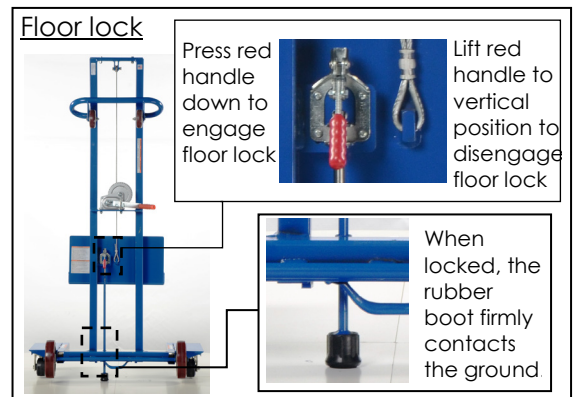 Floor lock
Press red
handle
down to
engage
floor lock
Lift red
handle to
vertical
position to
disengage
floor lock
When
locked, the
rubber
boot firmly
contacts
the ground.